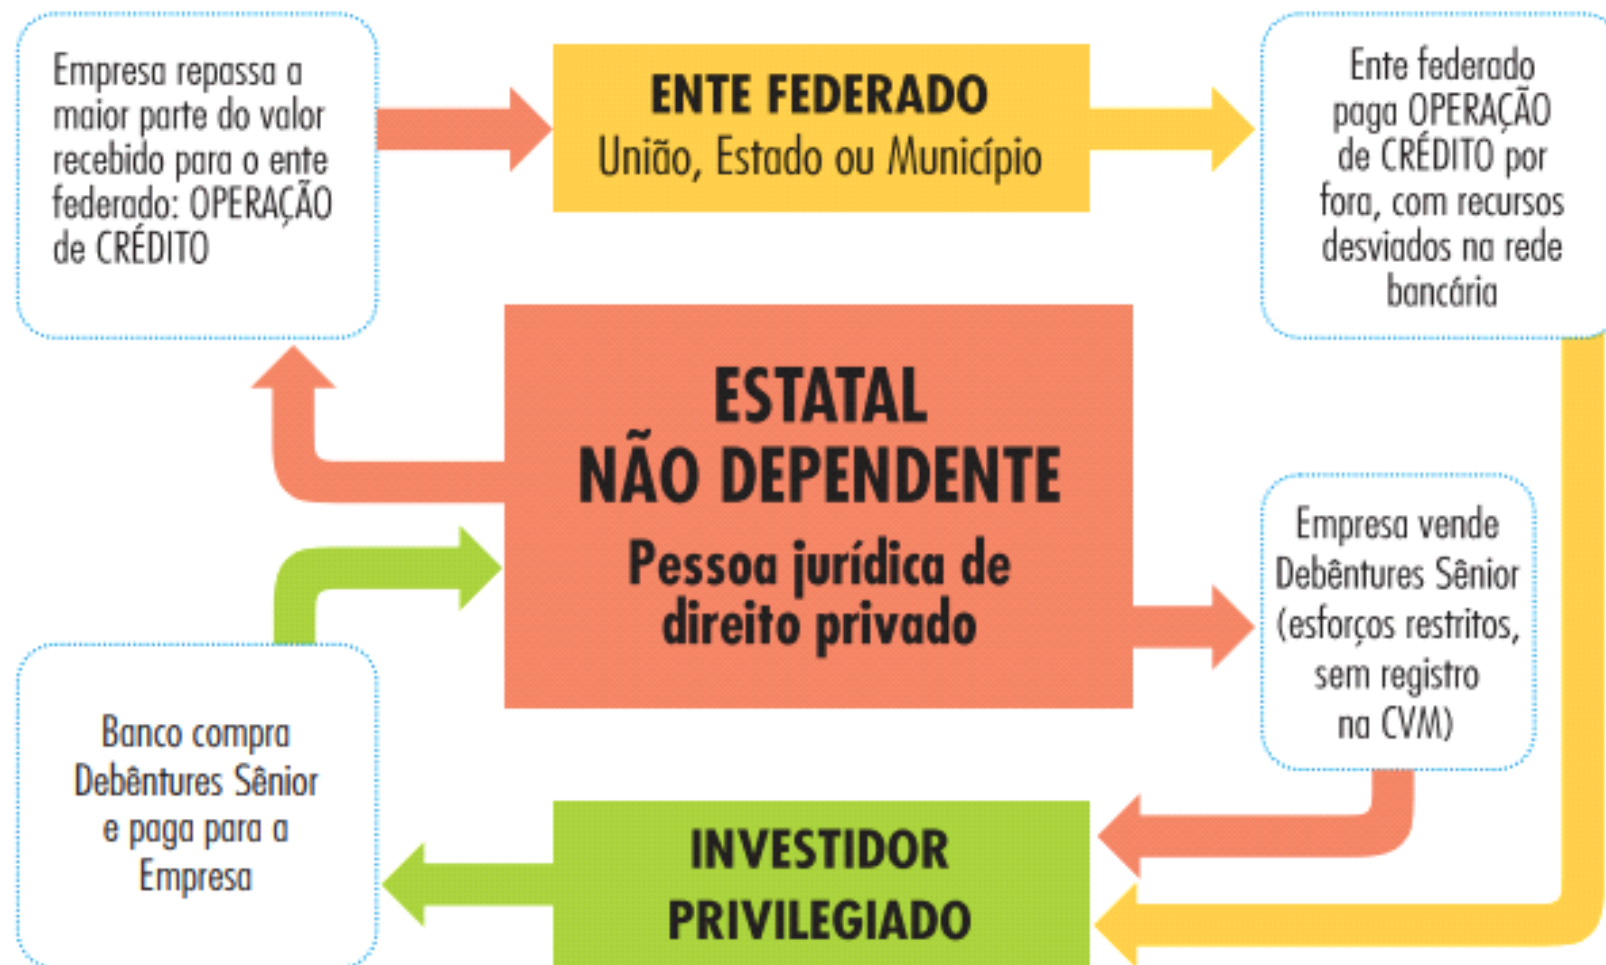 Empresa repassa a
maior parte do valor
recebido para o ente
federado: OPERAÇÃO
de CRÉDITO
ENTE FEDERADO
União, Estado ou Município
Ente federado
paga OPERAÇÃO
de CRÉDITO por
fora, com recursos
desviados na rede
bancária
ESTATAL
NÃO DEPENDENTE
Pessoa jurídica de
direito privado
Empresa vende
Debêntures Sênior
(esforços restritos,
sem registro
na CVM)
Banco compra
Debêntures Sênior
e paga para a
Empresa
INVESTIDOR
PRIVILEGIADO